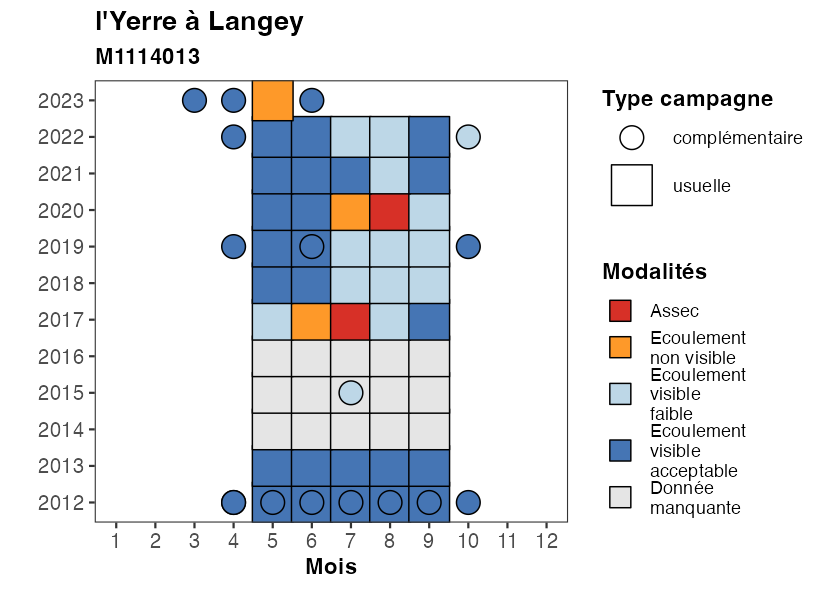 l'Yerre à Langey
M1114013
2023
2022
2021
2020
2019
2018
2017
2016
2015
2014
2013
2012
1 2 3 4 5 6 7 8 9 10 11 12
Mois
Type campagne
complémentaire
usuelle
Modalités
Assec
Ecoulement
non visible
Ecoulement
visible
faible
Ecoulement
visible
acceptable
Donnée
manquante